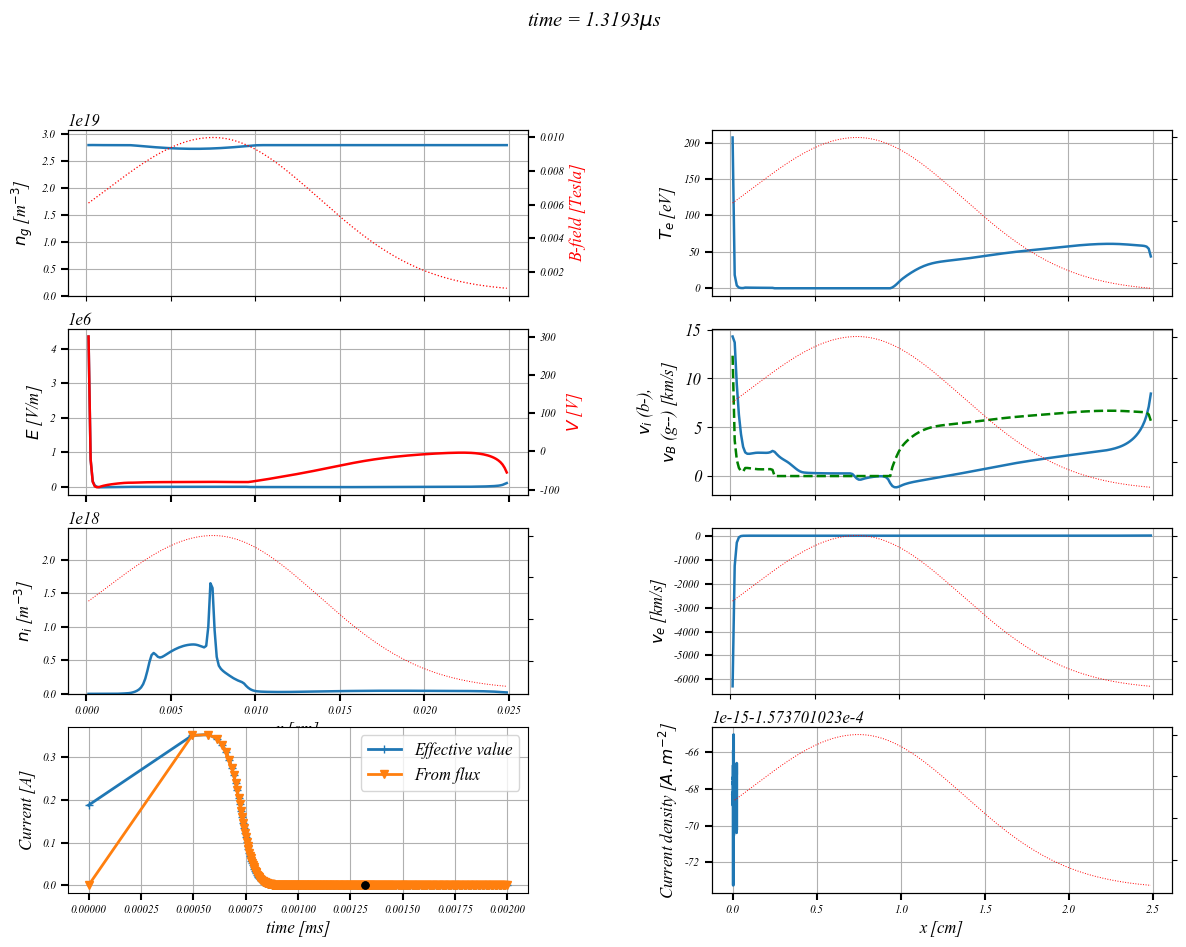 time = 1.3193μs
1e19
3.0
2.5
2.0
1.5
1.0
0.5
0.0
n_g [m^{-3}]
0.010
0.008
0.006
0.004
0.002
B-field [Tesla]
200
150
100
50
0
T_e [eV]
1e6
4
3
2
1
0
E [V/m]
300
200
100
0
-100
V [V]
15
10
5
0
v_i (b-),
v_B (g--) [km/s]
1e18
2.0
1.5
1.0
0.5
0.0
n_i [m^{-3}]
0.000 0.005 0.010 0.015 0.020 0.025
0
-1000
-2000
-3000
-4000
-5000
-6000
v_e [km/s]
0.3
0.2
0.1
0.0
Current [A]
Effective value
From flux
0.00000 0.00025 0.00050 0.00075 0.00100 0.00125 0.00150 0.00175 0.00200
time [ms]
1e-15-1.573701023e-4
-66
-68
-70
-72
Current density [A.m^{-2}]
0.0 0.5 1.0 1.5 2.0 2.5
x [cm]